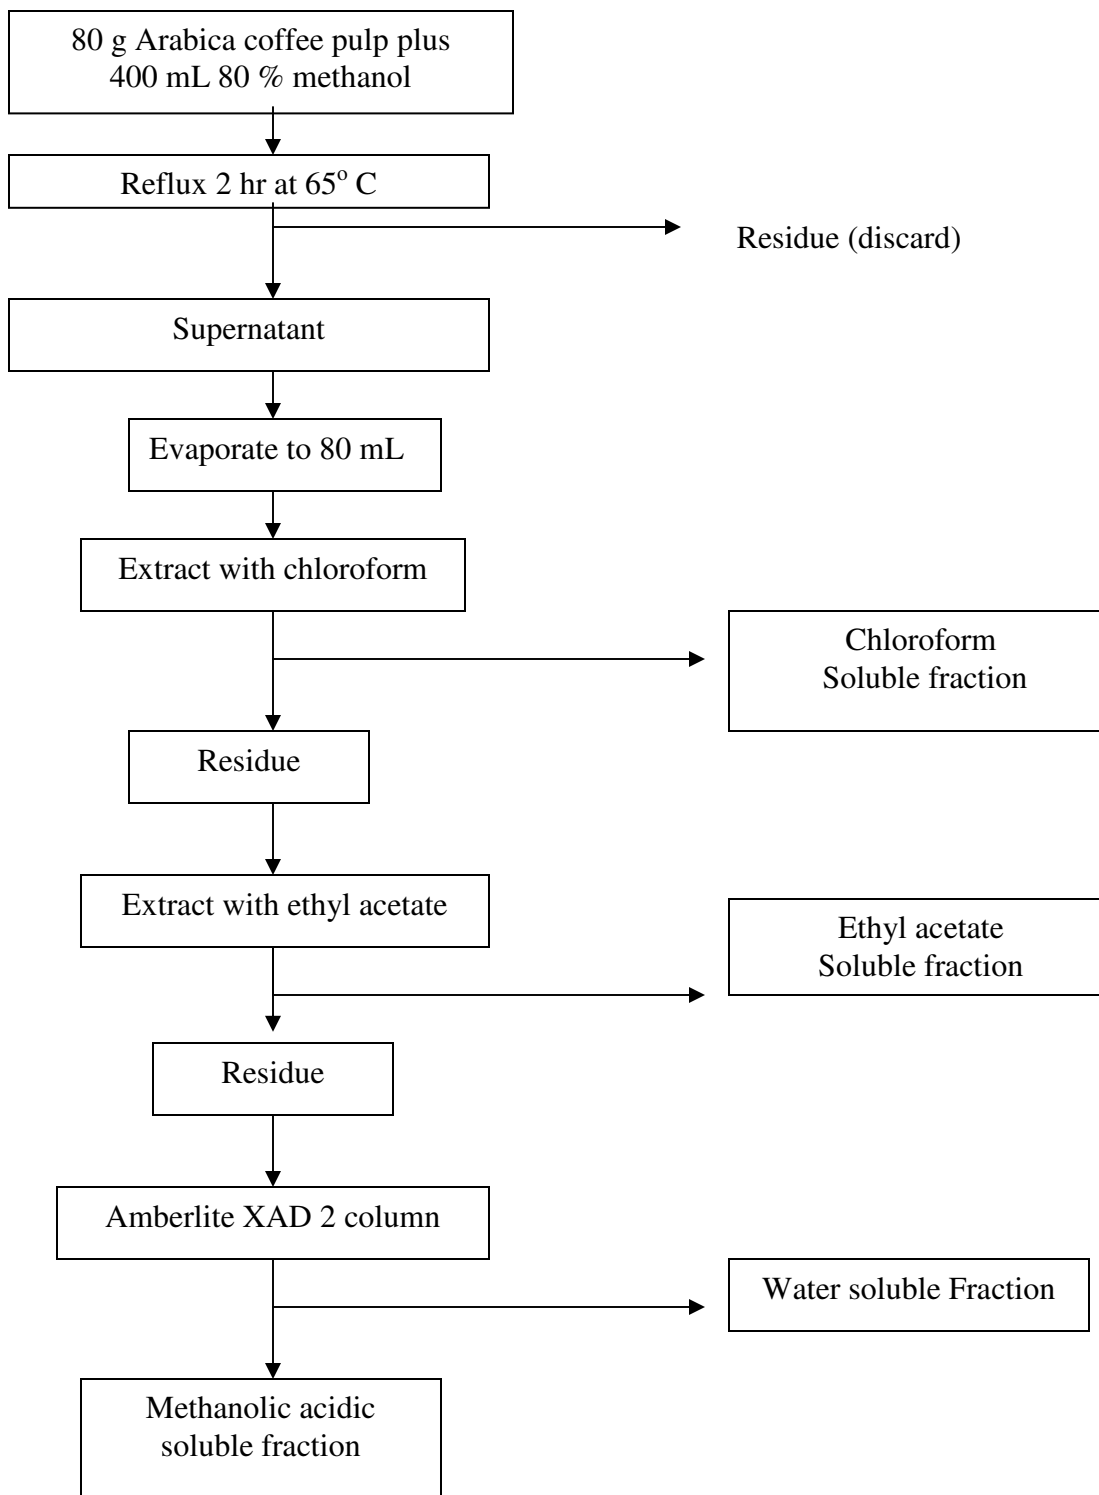 80 g Arabica coffee pulp plus
400 mL 80 % methanol
Reflux 2 hr at 65° C
Residue (discard)
Supernatant
Evaporate to 80 mL
Extract with chloroform
Chloroform
Soluble fraction
Residue
Extract with ethyl acetate
Ethyl acetate
Soluble fraction
Residue
Amberlite XAD 2 column
Water soluble Fraction
Methanolic acidic
soluble fraction